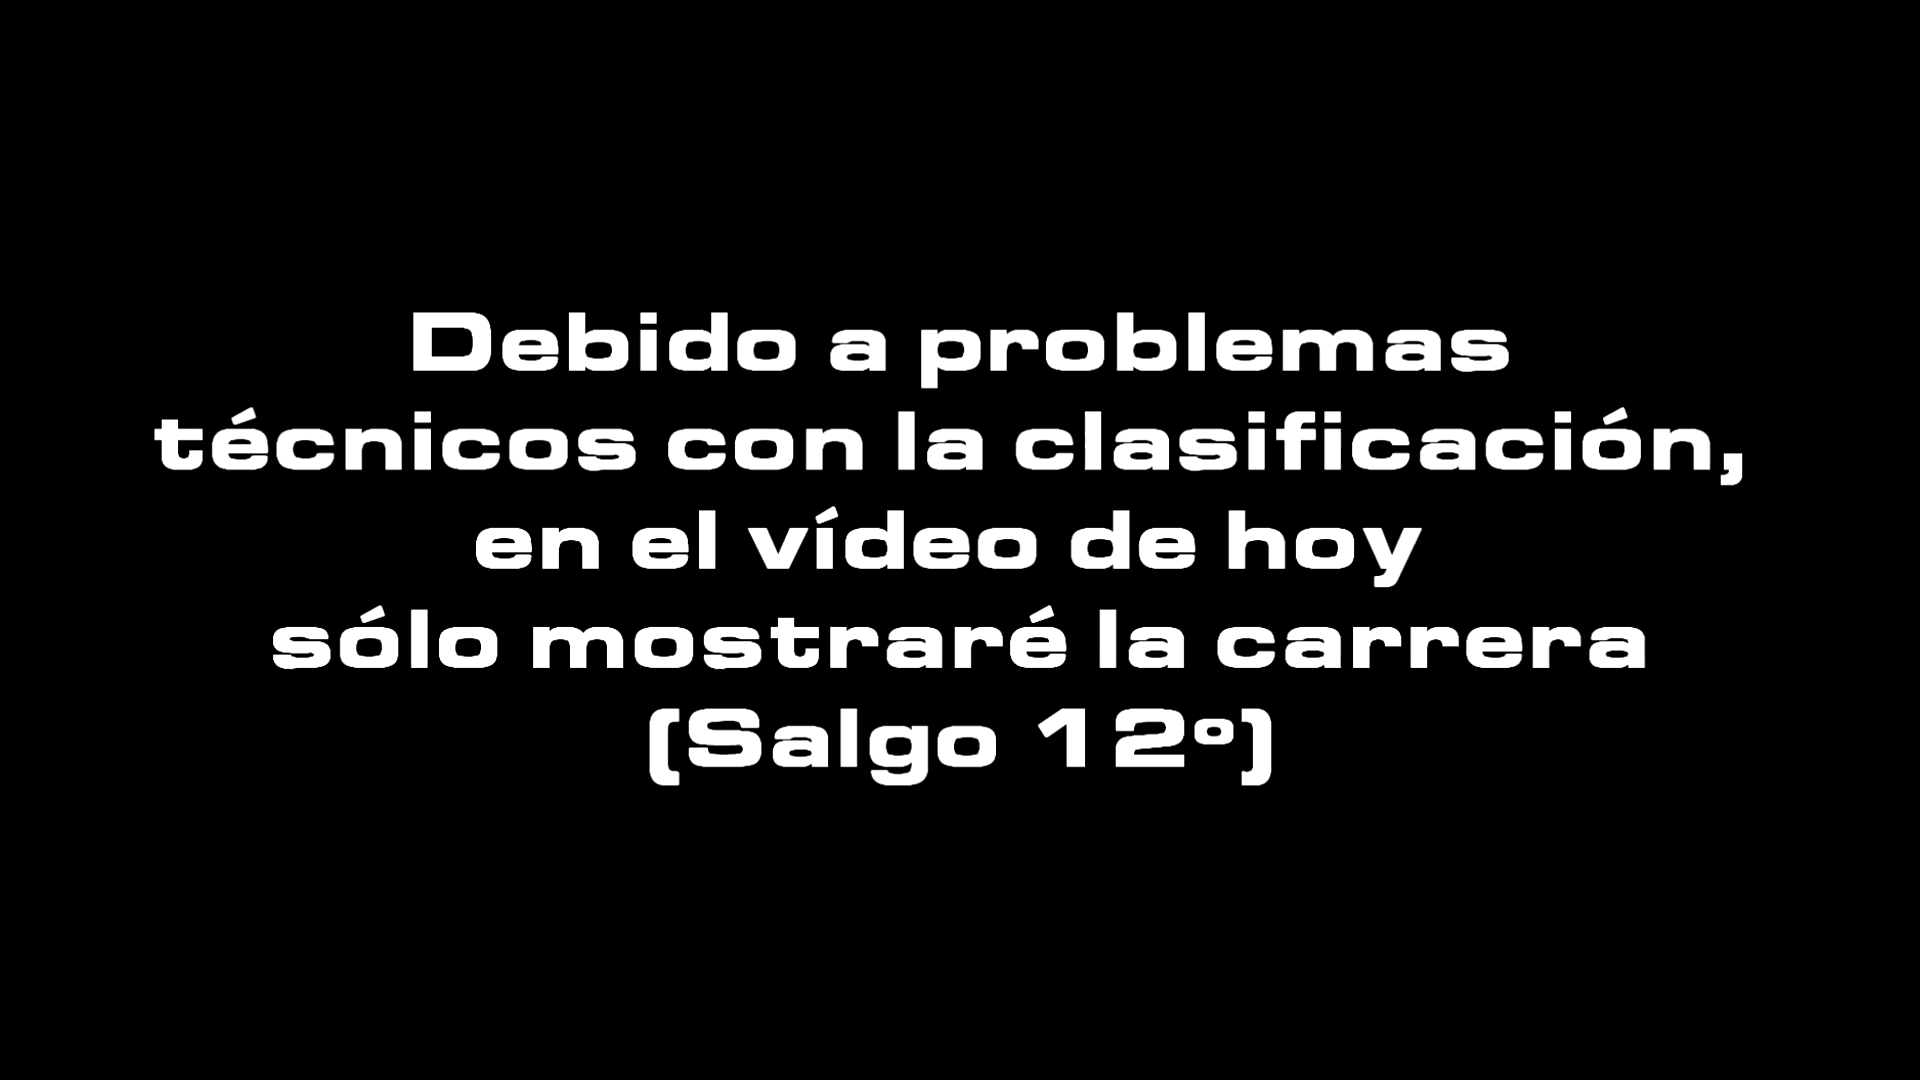 Debido a problemas
técnicos con la clasificación,
en el vídeo de hoy
sólo mostraré la carrera
(Salgo 12º)